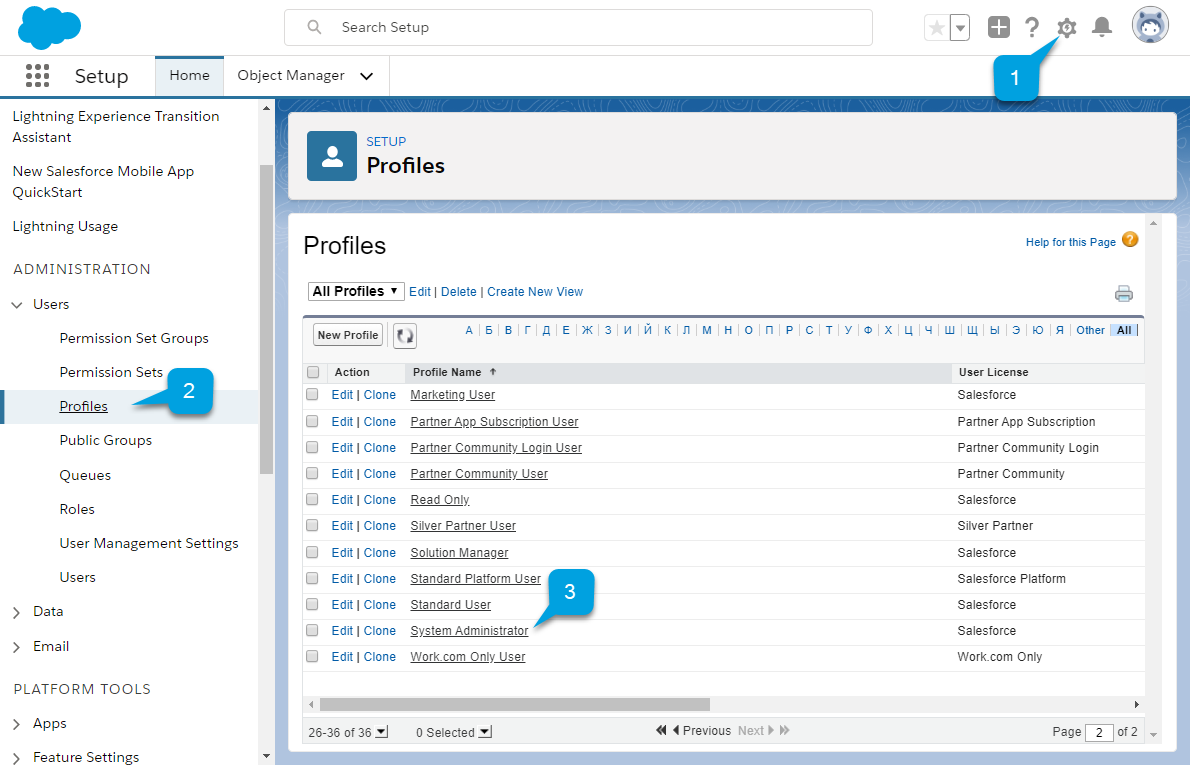 Search Setup
1
Setup
Home
Object Manager
Lightning Experience Transition
Assistant
New Salesforce Mobile App
QuickStart
Lightning Usage
ADMINISTRATION
Users
Permission Set Groups
Permission Sets
Profiles
2
Public Groups
Queues
Roles
User Management Settings
Users
Data
Email
PLATFORM TOOLS
Apps
Feature Settings
SETUP
Profiles
Profiles
Help for this Page ?
All Profiles ▼ Edit | Delete | Create New View
New Profile А Б В Г Д Е Ж З И Й К Л М Н О П Р С Т У Ф Х Ц Ч Ш Щ Ы Э Ю Я Other All
Action Profile Name ↑ User License
Edit | Clone Marketing User Salesforce
Edit | Clone Partner App Subscription User Partner App Subscription
Edit | Clone Partner Community Login User Partner Community Login
Edit | Clone Partner Community User Partner Community
Edit | Clone Read Only Salesforce
Edit | Clone Silver Partner User Silver Partner
Edit | Clone Solution Manager Salesforce
Edit | Clone Standard Platform User Salesforce Platform
3
Edit | Clone Standard User Salesforce
Edit | Clone System Administrator Salesforce
Edit | Clone Work.com Only User Work.com Only
26-36 of 36 0 Selected Previous Next Page 2 of 2